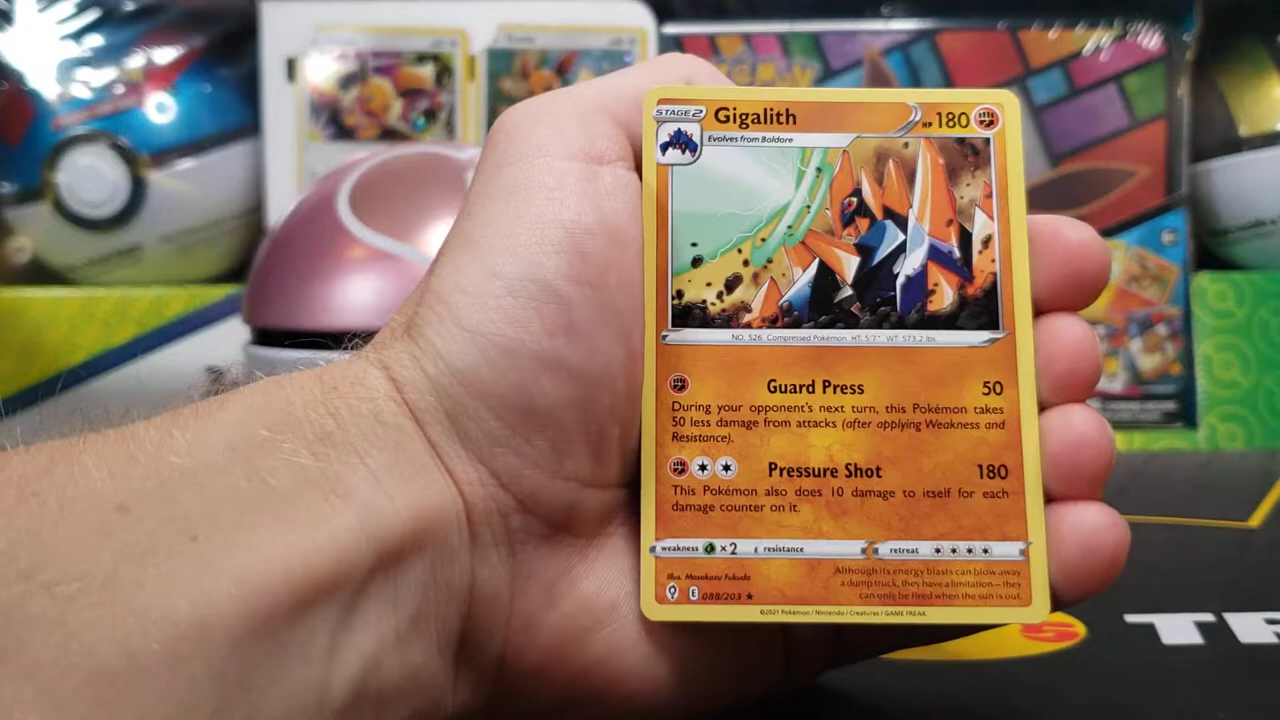 STAGE 2 Gigalith HP 180
Evolves from Boldore
NO. 526 Compressed Pokémon HT: 5'7" WT: 573.2 lbs.
Guard Press 50
During your opponent's next turn, this Pokémon takes
50 less damage from attacks (after applying Weakness and
Resistance).
Pressure Shot 180
This Pokémon also does 10 damage to itself for each
damage counter on it.
weakness ×2 resistance retreat
Illus. Masakazu Fukuda
E 088/203 ★
Although its energy blasts can blow away
a dump truck, they have a limitation—they
can only be fired when the sun is out.
©2021 Pokémon / Nintendo / Creatures / GAME FREAK
S TR